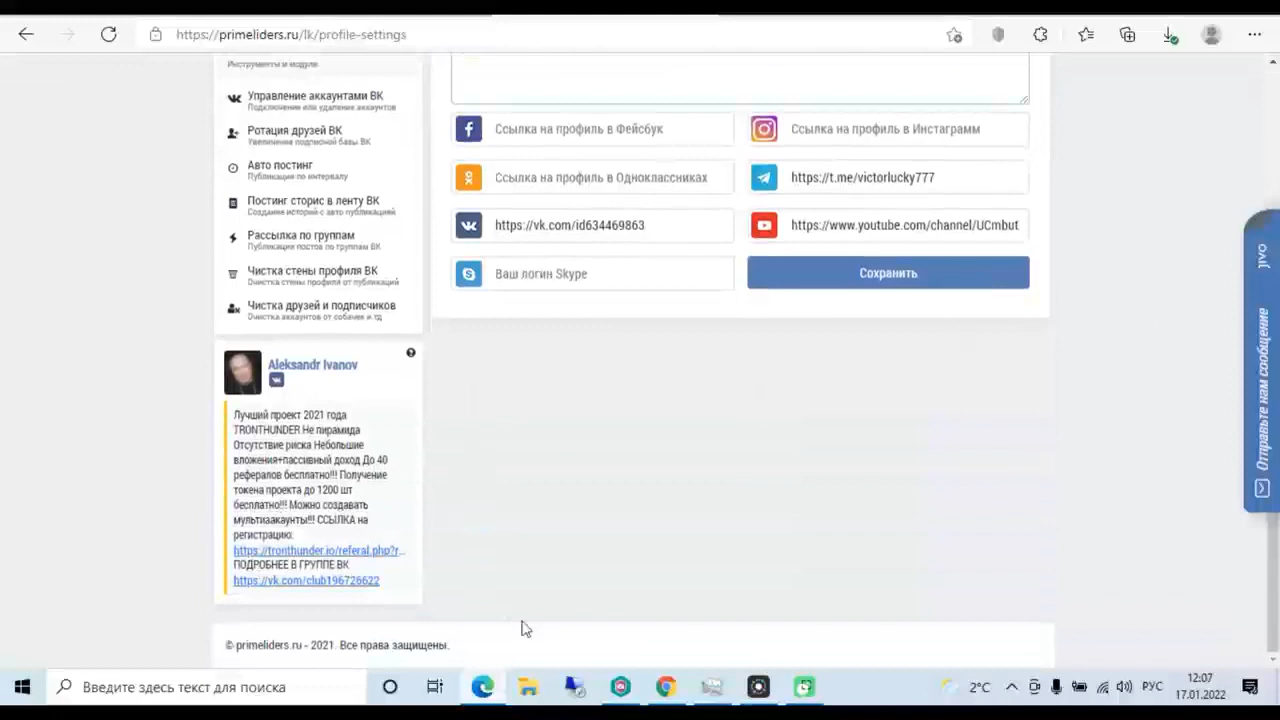 https://primeliders.ru/lk/profile-settings
Инструменты и модули
Управление аккаунтами ВК
Подключение или удаление аккаунтов
Ротация друзей ВК
Увеличение подписной базы ВК
Авто постинг
Публикации по интервалу
Постинг сторис в ленту ВК
Создания историй с авто публикацией
Рассылка по группам
Публикации постов по группам ВК
Чистка стены профиля ВК
Очистка стены профиля от публикаций
Чистка друзей и подписчиков
Очистка аккаунтов от собачек и тд
Ссылка на профиль в Фейсбук
Ссылка на профиль в Инстаграмм
Ссылка на профиль в Одноклассниках
https://t.me/victorlucky777
https://vk.com/id634469863
https://www.youtube.com/channel/UCmbut
Ваш логин Skype
Сохранить
Aleksandr Ivanov
Лучший проект 2021 года
TRONTHUNDER Не пирамида
Отсутствие риска Небольшие
вложения+пассивный доход До 40
рефералов бесплатно!!! Получение
токена проекта до 1200 шт
бесплатно!!! Можно создавать
мультиаакаунты!!! ССЫЛКА на
регистрацию:
https://tronthunder.io/referal.php?r...
ПОДРОБНЕЕ В ГРУППЕ ВК
https://vk.com/club196726622
© primeliders.ru - 2021. Все права защищены.
jivo
Отправьте нам сообщение
Введите здесь текст для поиска
2°C
РУС
12:07
17.01.2022